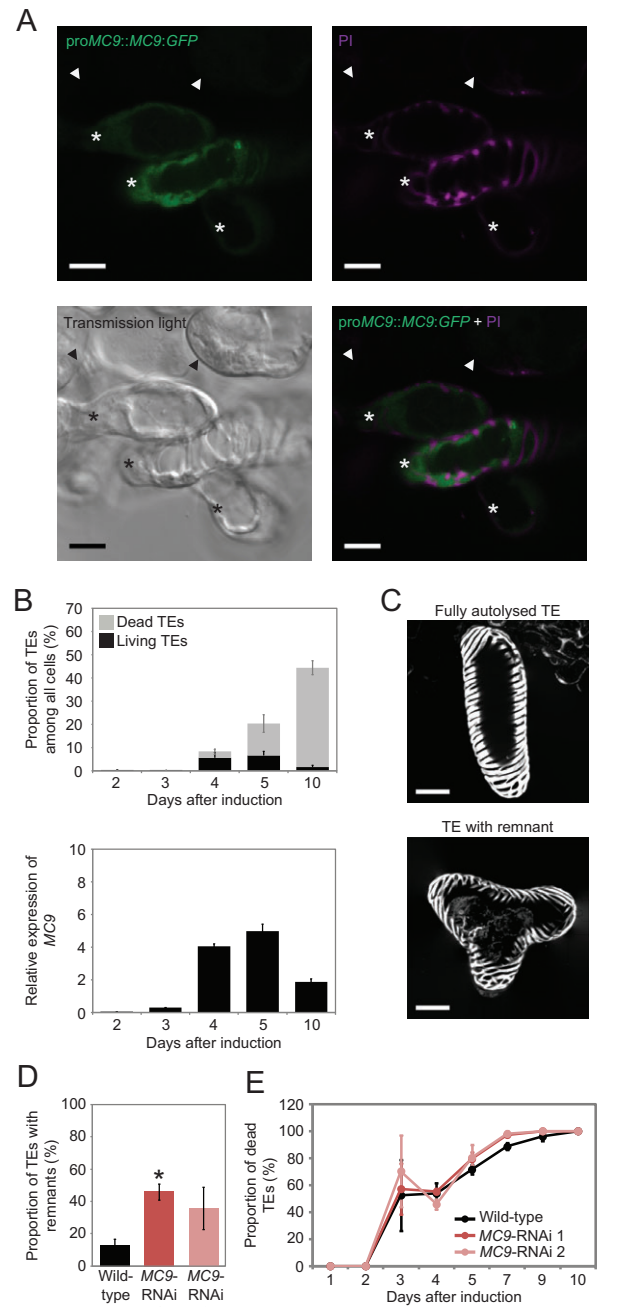 A
proMC9::MC9:GFP
PI
Transmission light
proMC9::MC9:GFP + PI
*
*
*
*
*
*
*
*
*
*
*
*
B
Proportion of TEs
among all cells (%)
70
60
50
40
30
20
10
0
Dead TEs
Living TEs
2 3 4 5 10
Days after induction
Relative expression of
MC9
10
8
6
4
2
0
2 3 4 5 10
Days after induction
C
Fully autolysed TE
TE with remnant
D
Proportion of TEs with
remnants (%)
100
80
60
40
20
0
*
Wild-
type
MC9-
RNAi
MC9-
RNAi
E
Proportion of dead
TEs (%)
120
100
80
60
40
20
0
Wild-type
MC9-RNAi 1
MC9-RNAi 2
1 2 3 4 5 7 9 10
Days after induction